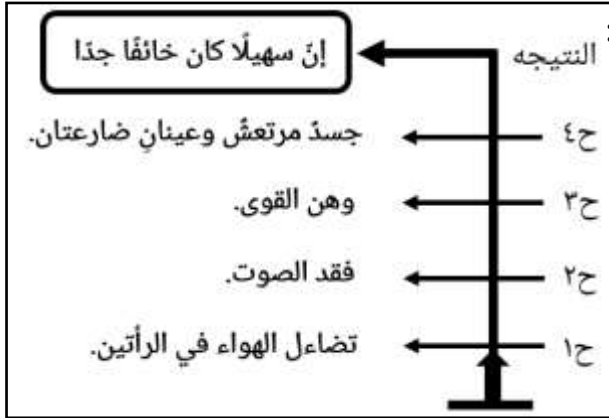 :
النتيجه إنّ سهيلًا كان خائفًا جدًا
ح٤ جسدٌ مرتعشٌ وعينانِ ضارعتان.
ح٣ وهن القوى.
ح٢ فقد الصوت.
ح١ تضاءل الهواء في الرأتين.